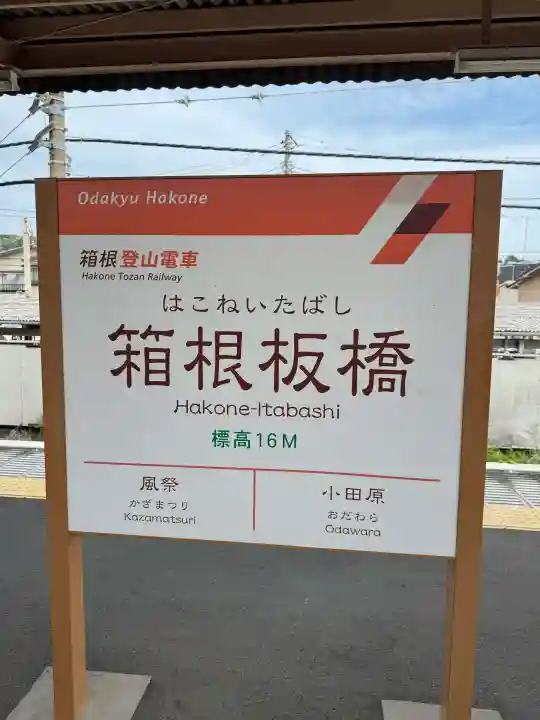 Odakyu Hakone
箱根登山電車
Hakone Tozan Railway
はこねいたばし
箱根板橋
Hakone-Itabashi
標高16M
風祭
かざまつり
Kazamatsuri
小田原
おだわら
Odawara